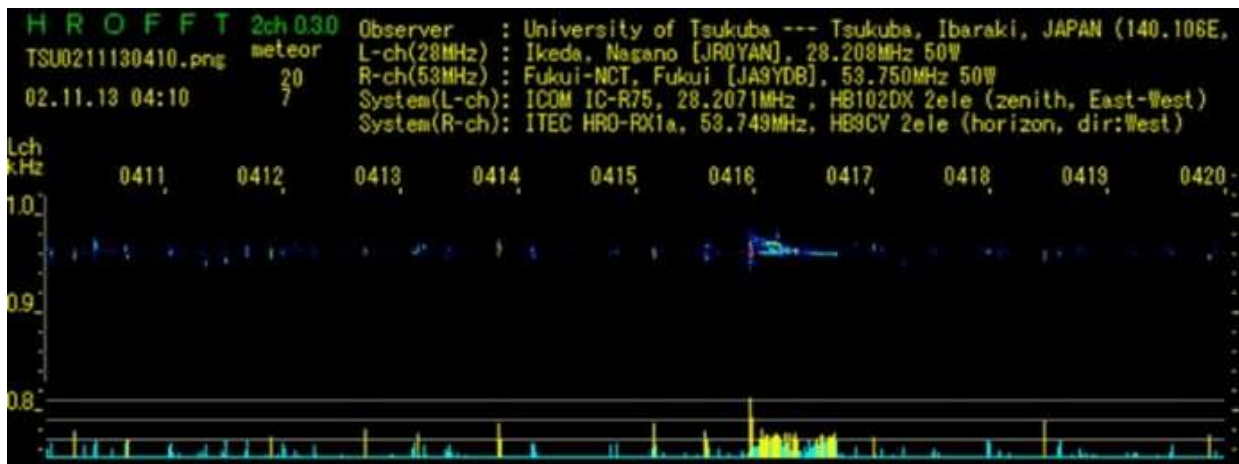 H R O F F T 2ch 0.3.0
TSU0211130410.png meteor
20
02.11.13 04:10 7
Observer : University of Tsukuba --- Tsukuba, Ibaraki, JAPAN (140.106E,
L-ch(28MHz) : Ikeda, Nagano [JR0YAN], 28.208MHz 50W
R-ch(53MHz) : Fukui-NCT, Fukui [JA9YDB], 53.750MHz 50W
System(L-ch): ICOM IC-R75, 28.2071MHz , HB102DX 2ele (zenith, East-West)
System(R-ch): ITEC HRO-RX1a, 53.749MHz, HB9CV 2ele (horizon, dir:West)
Lch
kHz
0411 0412 0413 0414 0415 0416 0417 0418 0419 0420
1.0
0.9
0.8